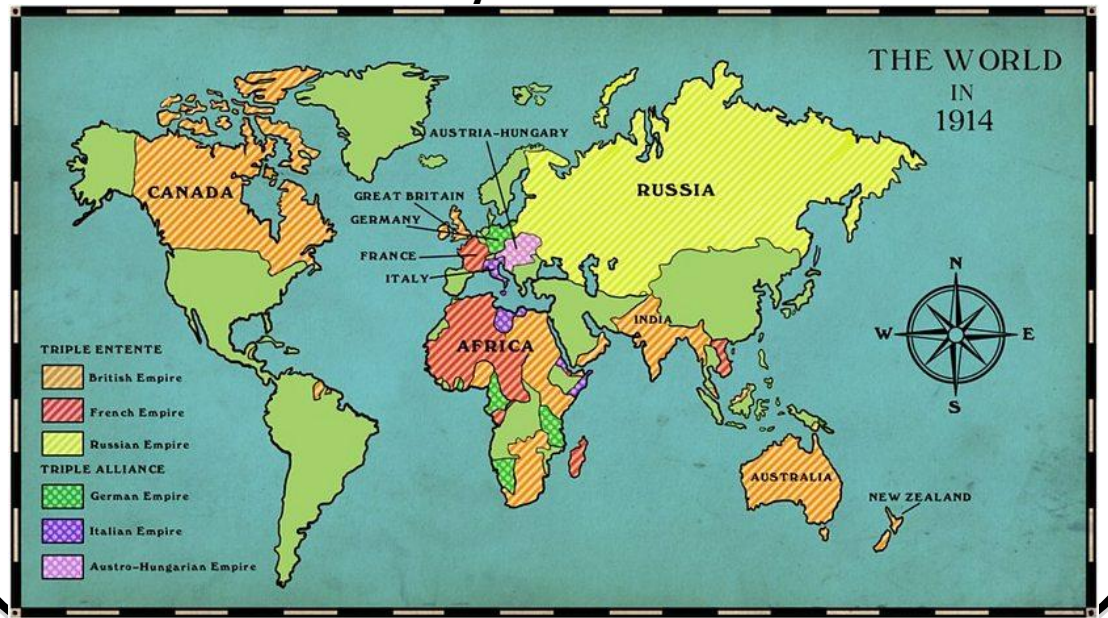 THE WORLD
IN
1914
AUSTRIA-HUNGARY
CANADA
RUSSIA
GREAT BRITAIN
GERMANY
FRANCE
ITALY
INDIA
AFRICA
N
W
E
S
TRIPLE ENTENTE
British Empire
French Empire
Russian Empire
TRIPLE ALLIANCE
German Empire
Italian Empire
Austro-Hungarian Empire
AUSTRALIA
NEW ZEALAND